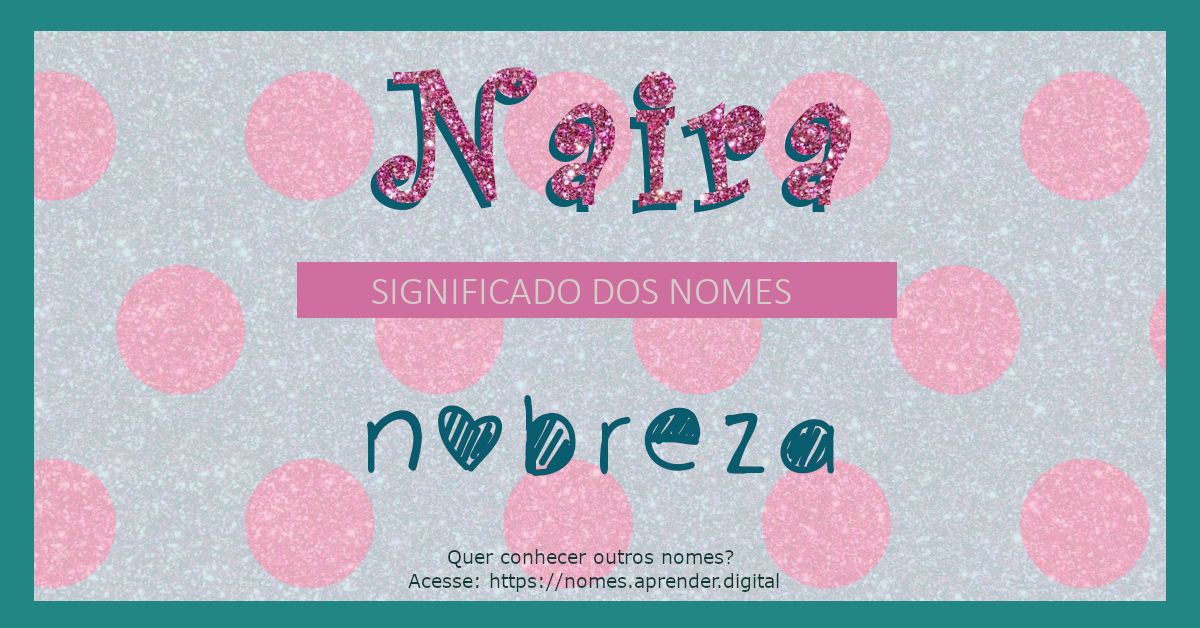 Naira
SIGNIFICADO DOS NOMES
nobreza
Quer conhecer outros nomes?
Acesse: https://nomes.aprender.digital